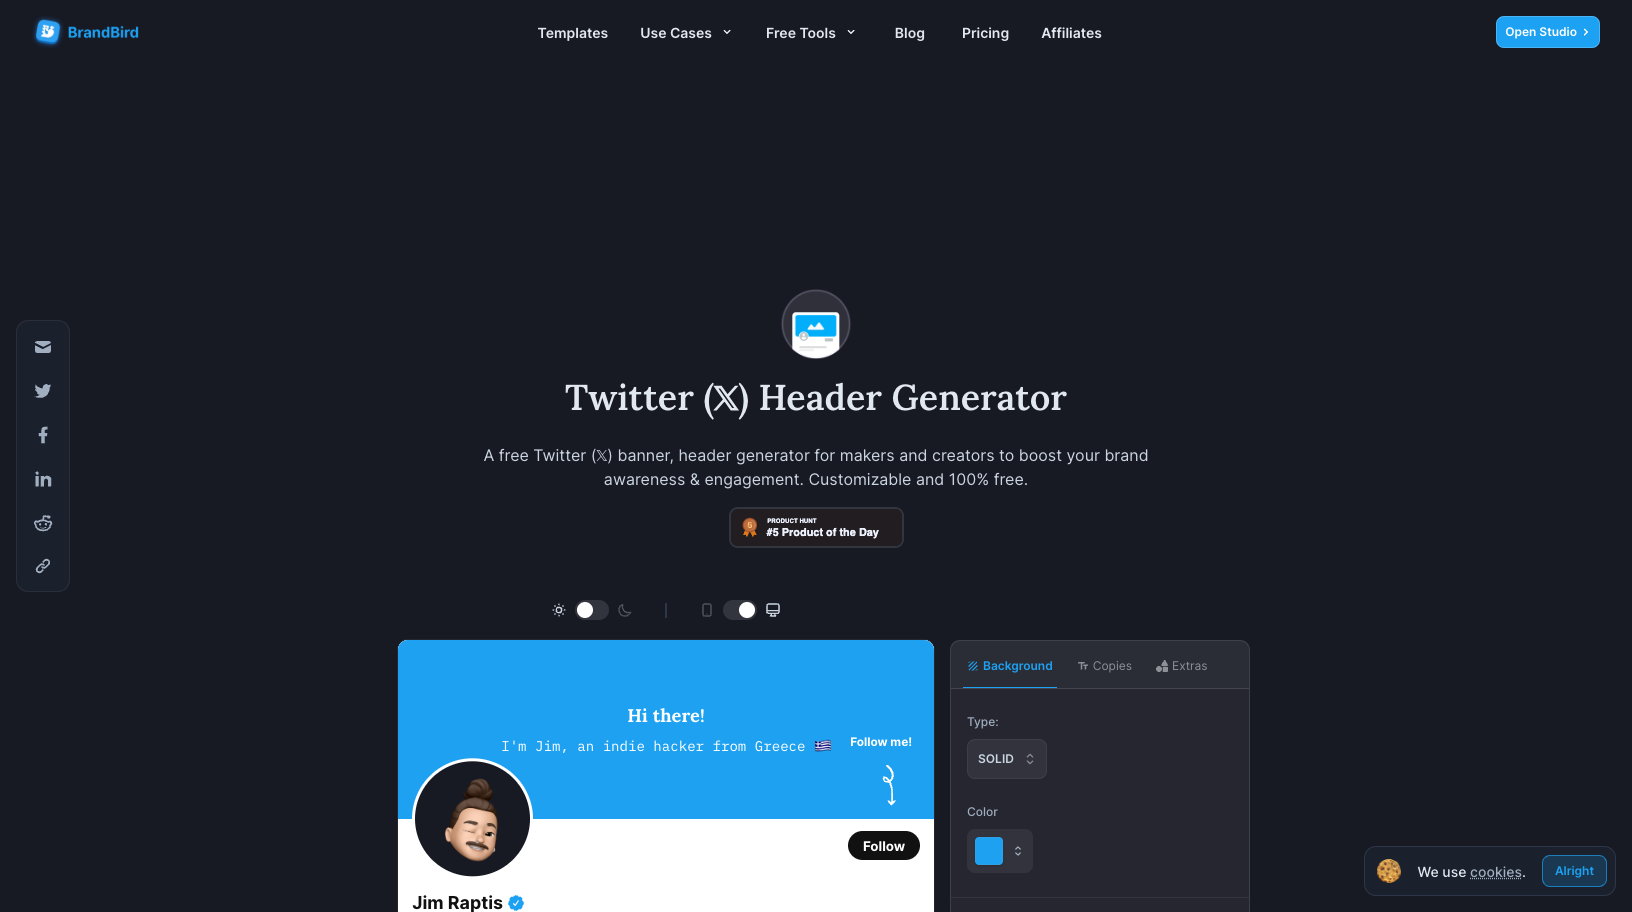 BrandBird
Templates
Use Cases
Free Tools
Blog
Pricing
Affiliates
Open Studio
Twitter (𝕏) Header Generator
A free Twitter (𝕏) banner, header generator for makers and creators to boost your brand
awareness & engagement. Customizable and 100% free.
5
PRODUCT HUNT
#5 Product of the Day
Hi there!
I'm Jim, an indie hacker from Greece 🇬🇷
Follow me!
Follow
Jim Raptis
Background
Copies
Extras
Type:
SOLID
Color
We use cookies.
Alright